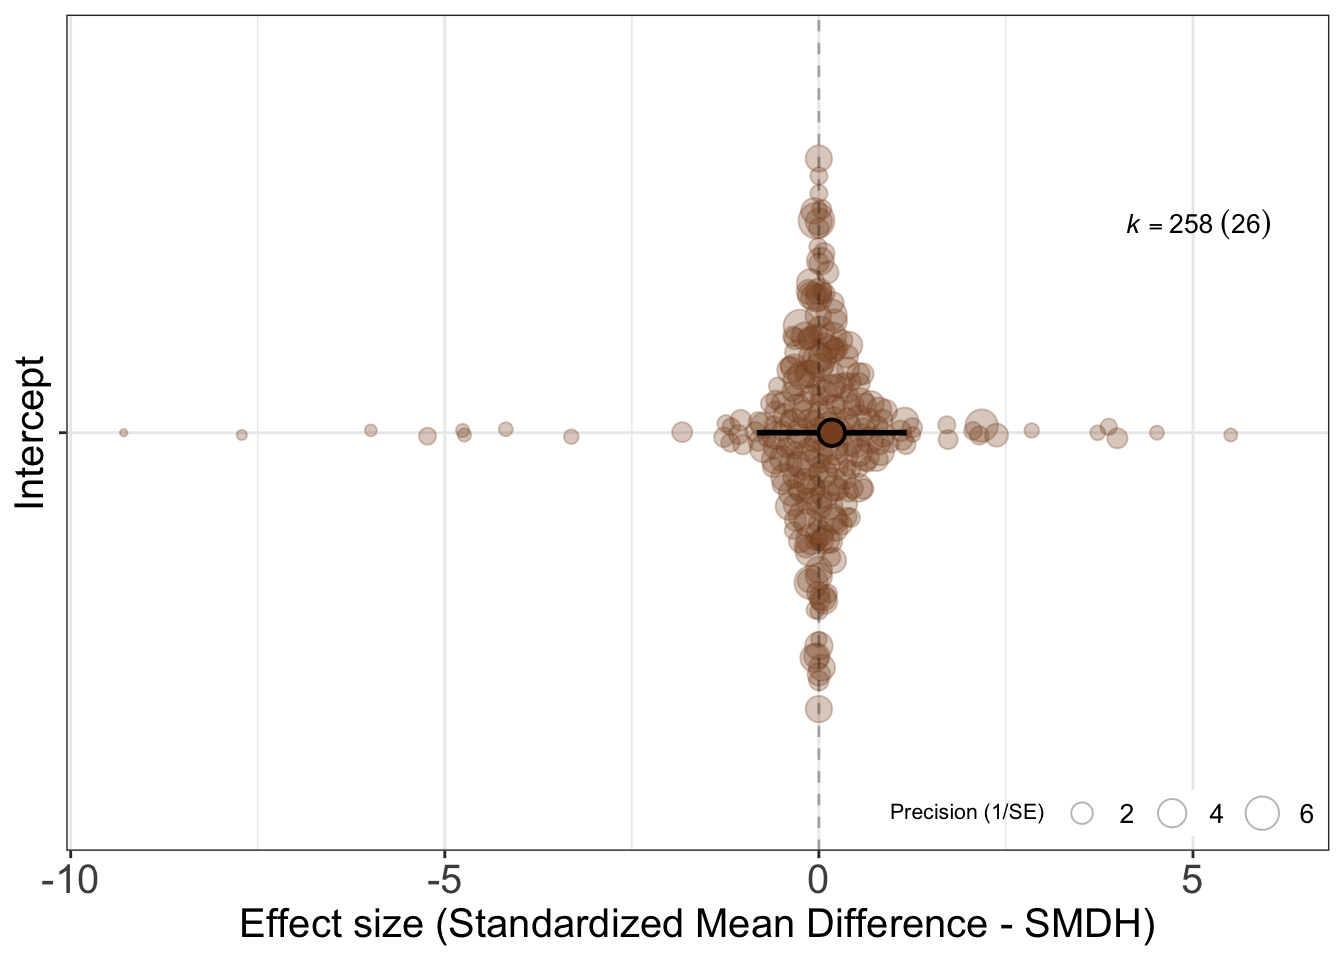 Intercept
k = 258 (26)
Precision (1/SE) 2 4 6
-10 -5 0 5
Effect size (Standardized Mean Difference - SMDH)